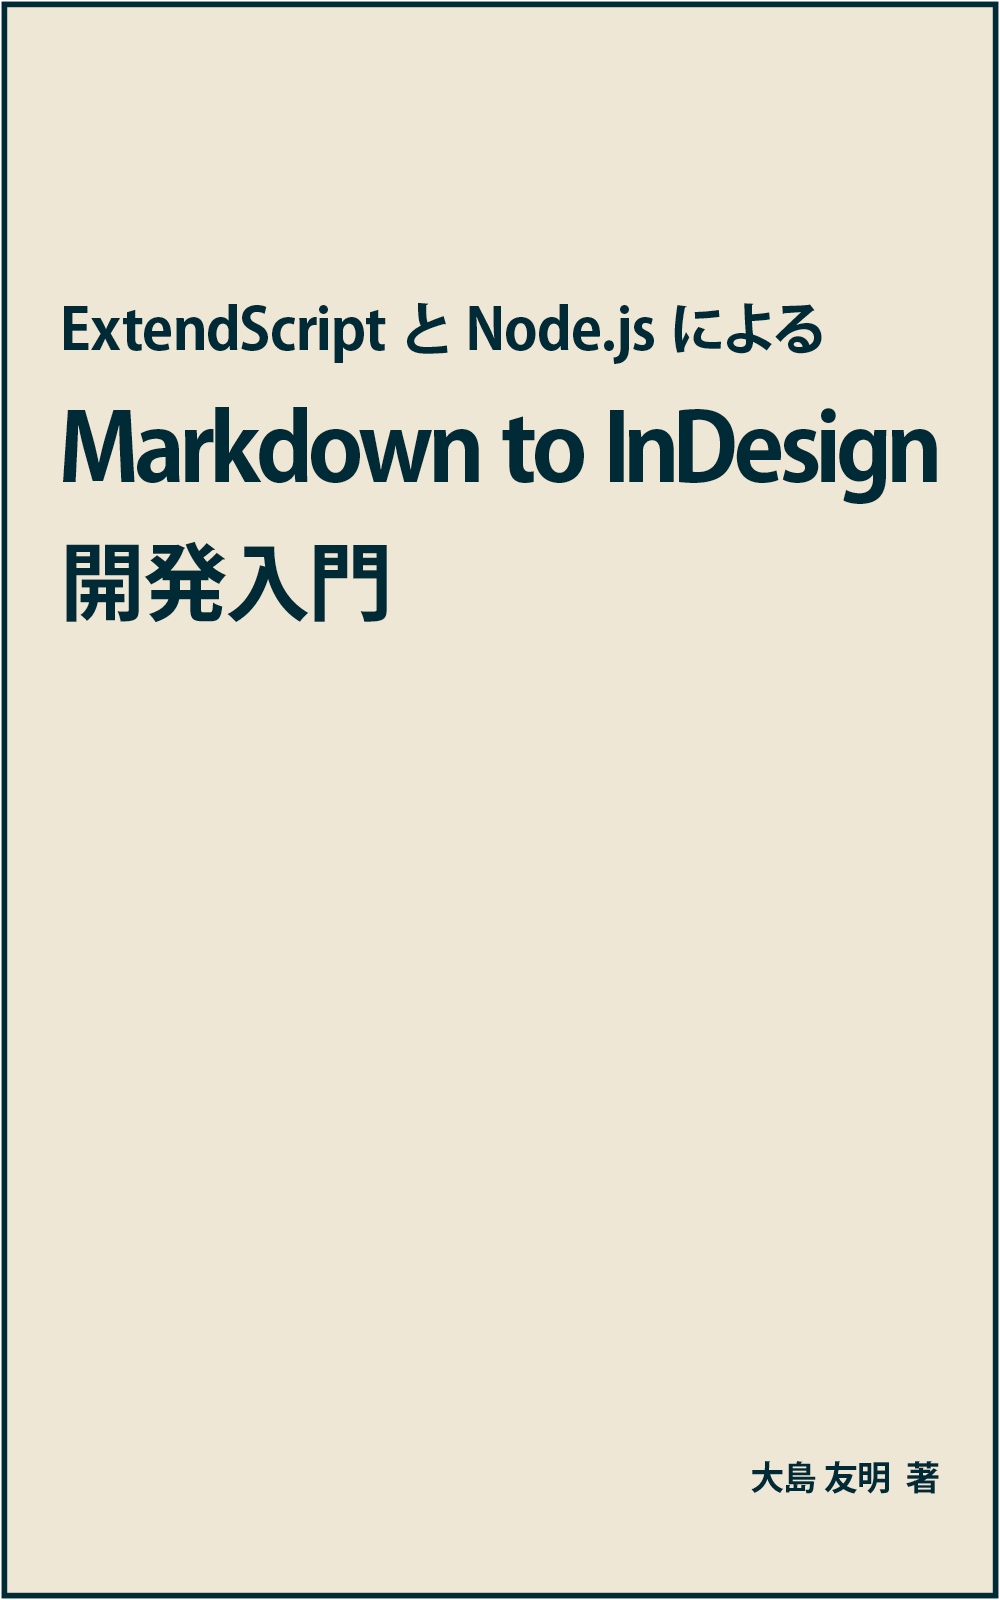 ExtendScript と Node.js による
Markdown to InDesign
開発入門
大島 友明 著